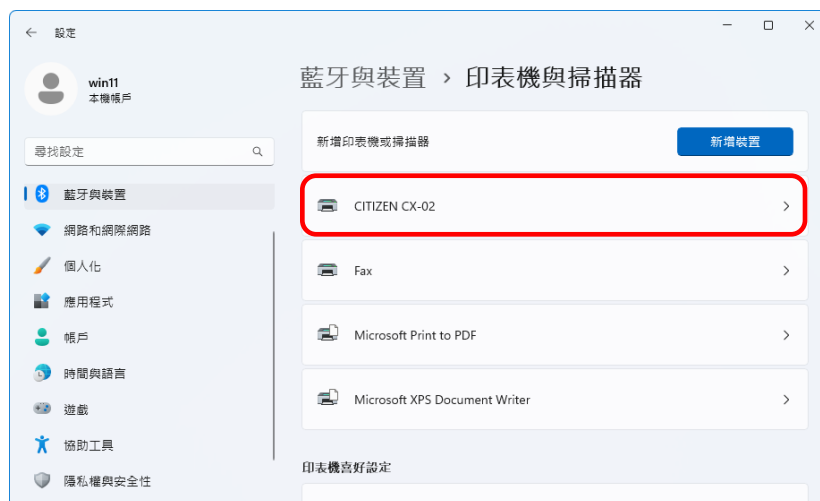 設定
win11
本機帳戶
尋找設定
藍牙與裝置
網路和網際網路
個人化
應用程式
帳戶
時間與語言
遊戲
協助工具
隱私權與安全性
藍牙與裝置 › 印表機與掃描器
新增印表機或掃描器
新增裝置
CITIZEN CX-02
Fax
Microsoft Print to PDF
Microsoft XPS Document Writer
印表機喜好設定